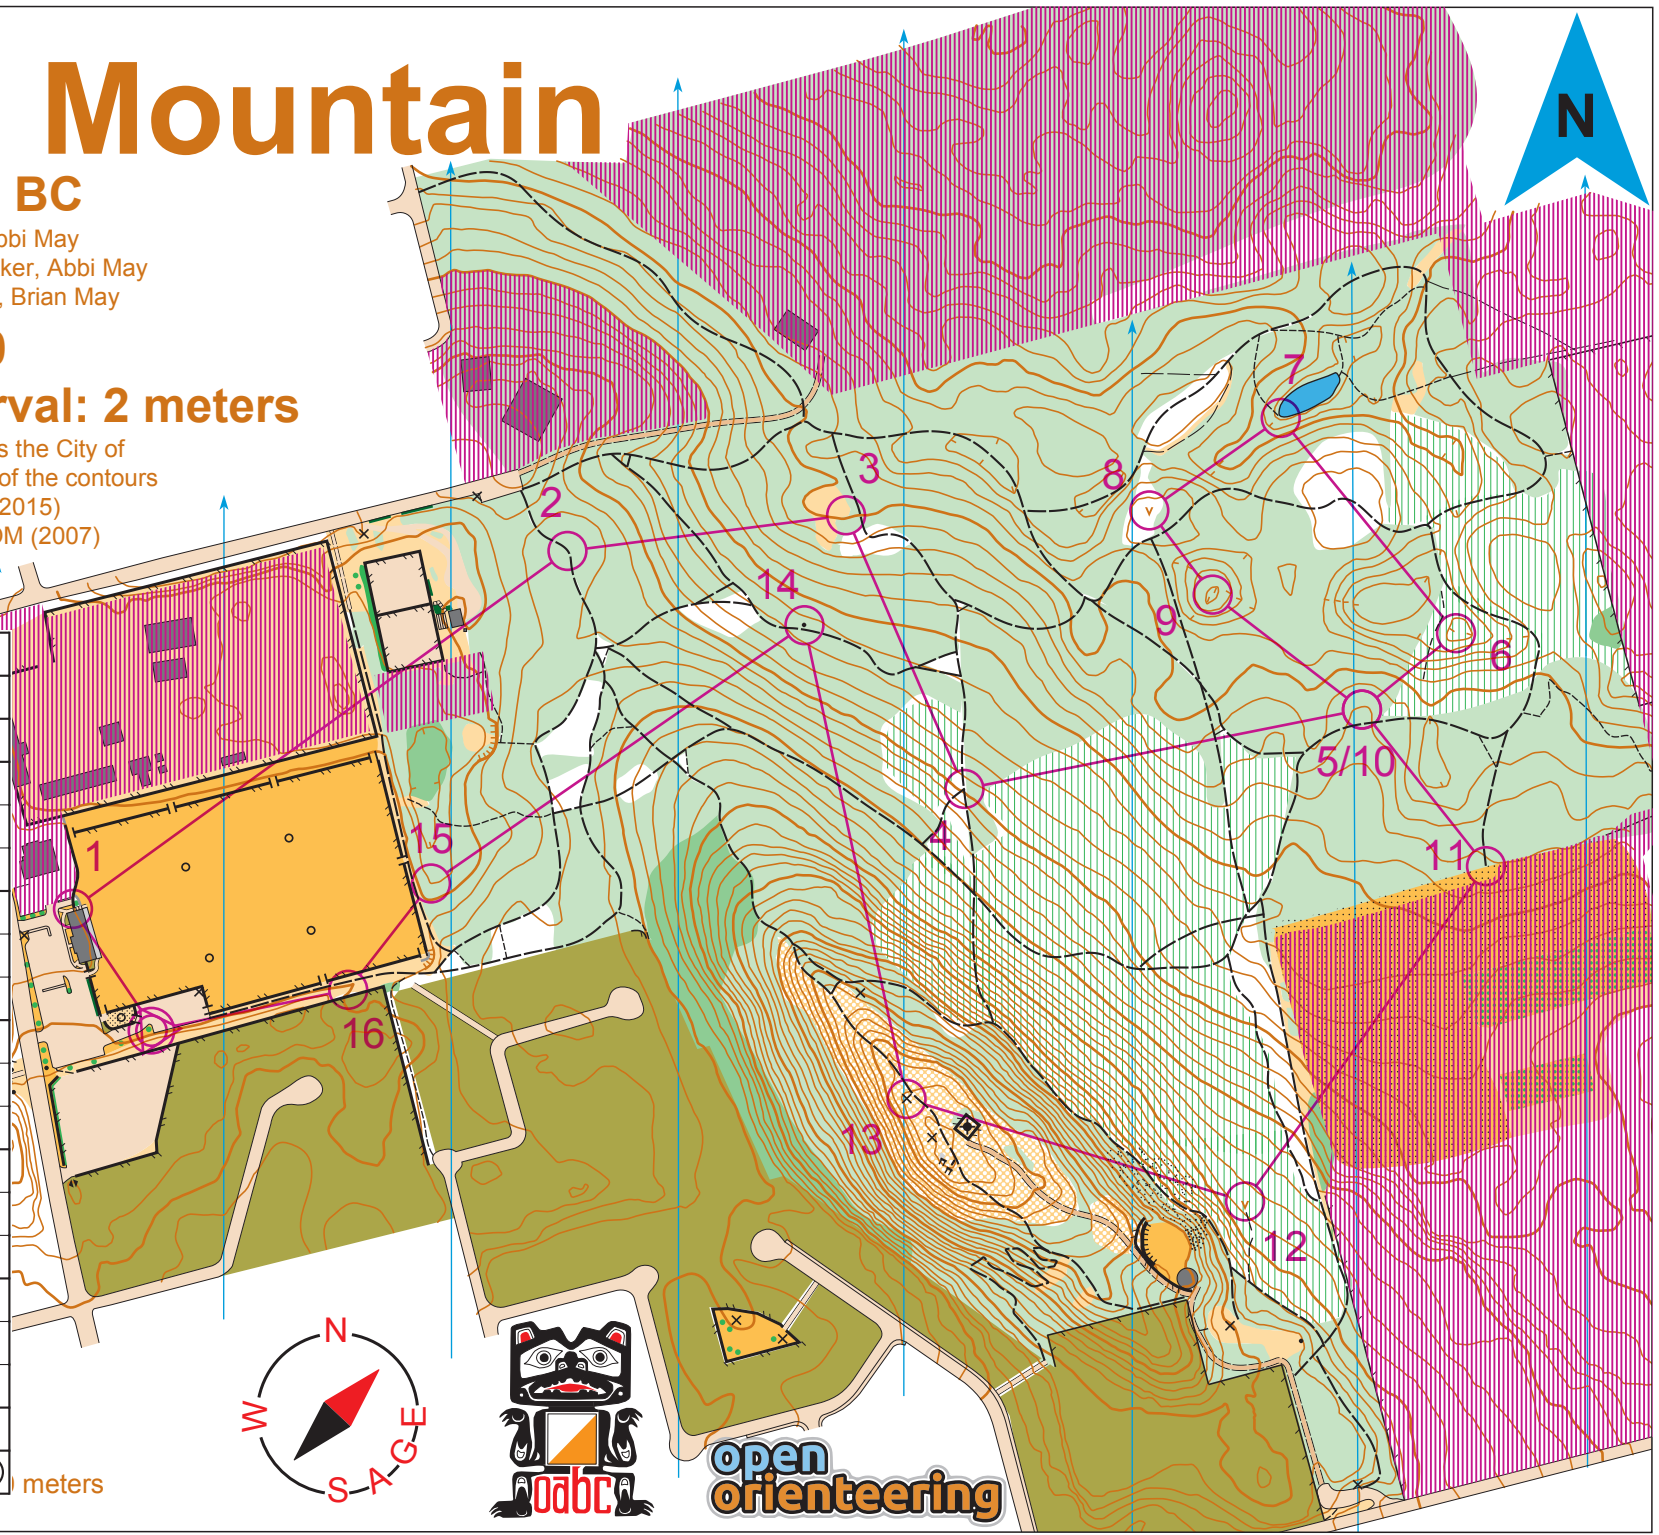 Mountain
BC
bbi May
ker, Abbi May
, Brian May
rval: 2 meters
s the City of
of the contours
2015)
OM (2007)
N
7
3
8
2
14
9
6
5/10
4
1
15
11
16
13
12
N
W
E
S A G E
oabc
open
orienteering
meters